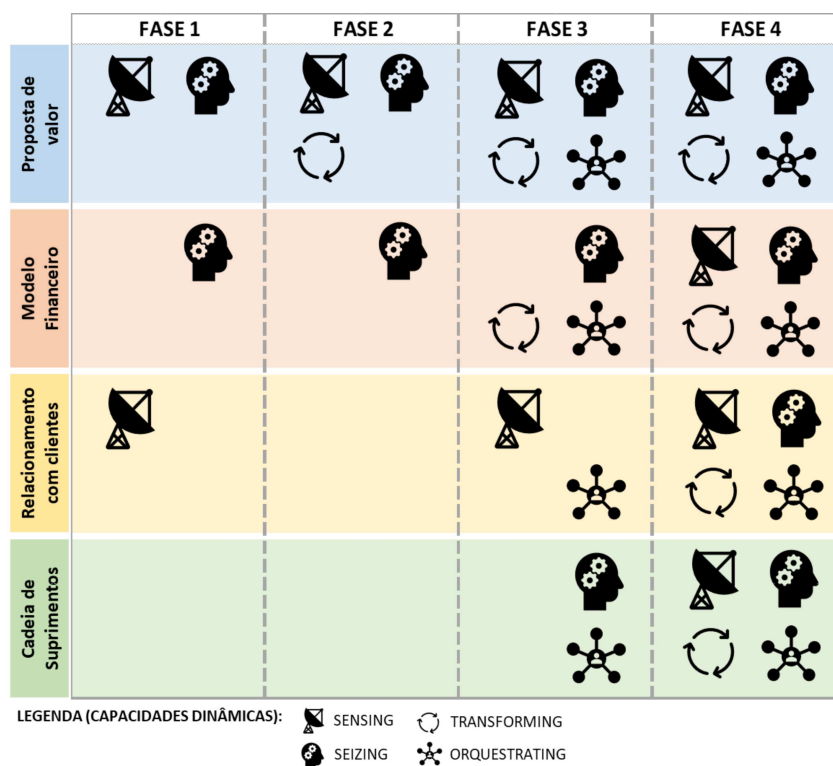 FASE 1
FASE 2
FASE 3
FASE 4
Proposta de
valor
Modelo
Financeiro
Relacionamento
com clientes
Cadeia de
Suprimentos
LEGENDA (CAPACIDADES DINÂMICAS):
SENSING
TRANSFORMING
SEIZING
ORQUESTRATING